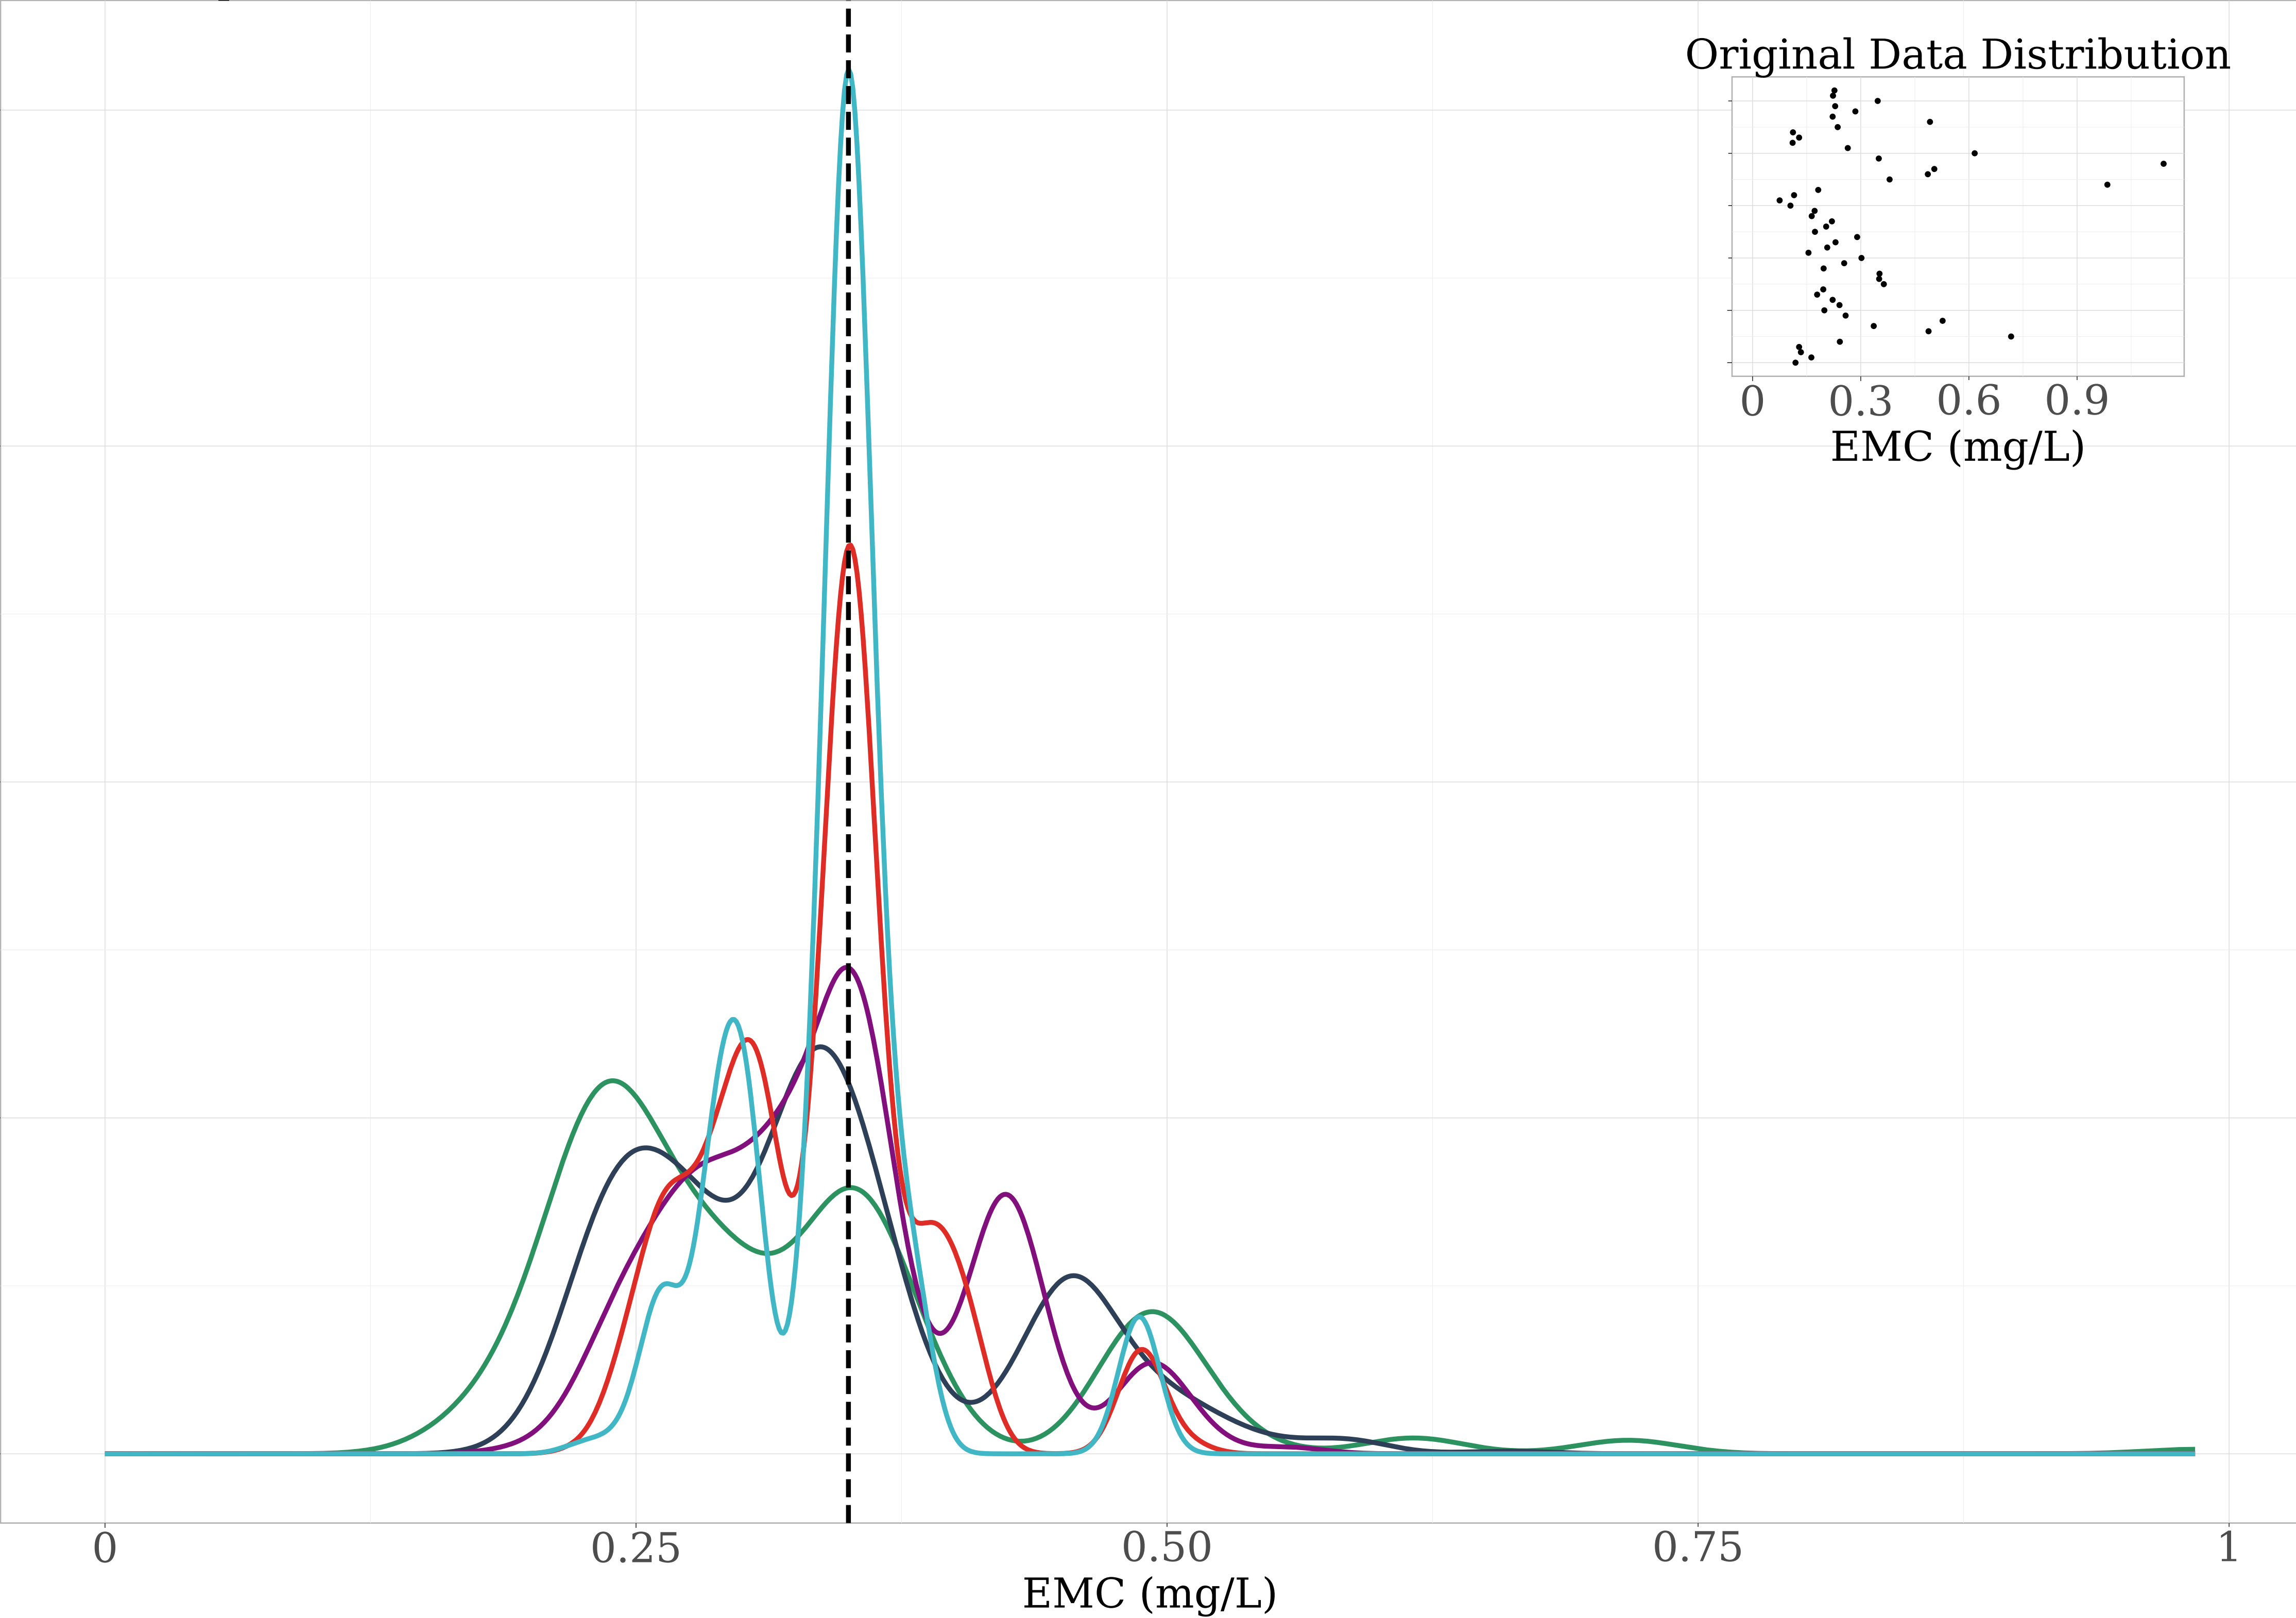 Original Data Distribution
0 0.3 0.6 0.9
EMC (mg/L)
0 0.25 0.50 0.75 1
EMC (mg/L)